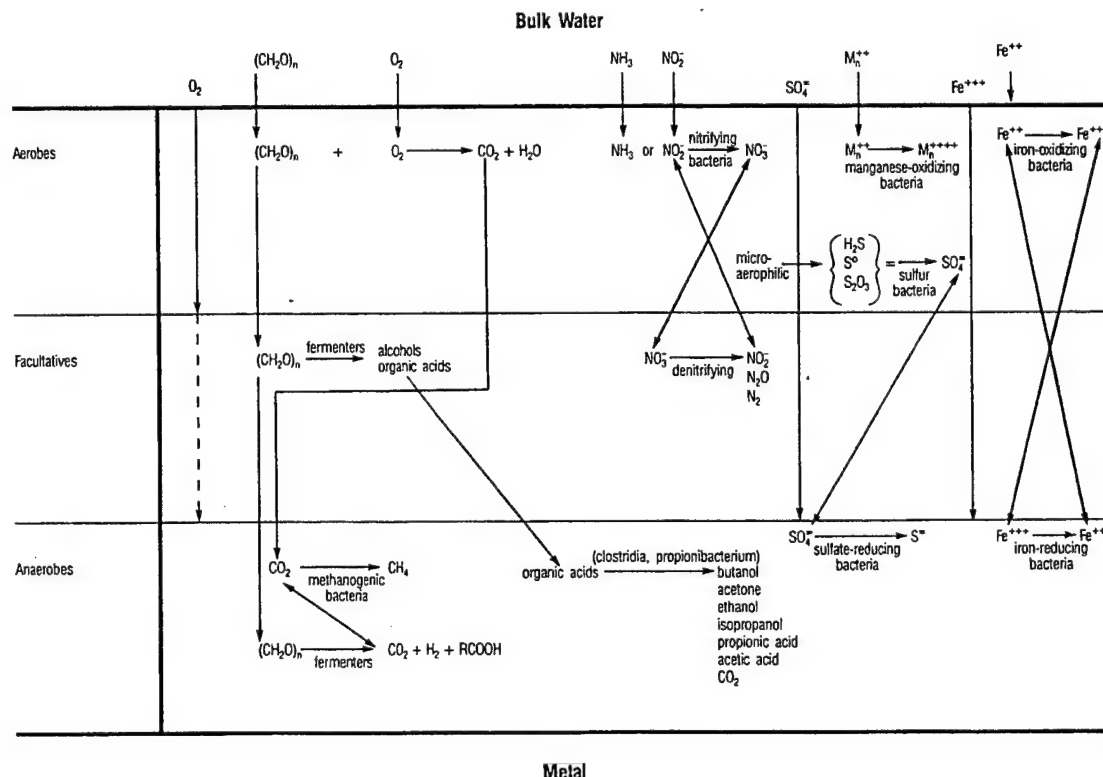 Bulk Water
(CH₂O)ₙ O₂ NH₃ NO₂⁻ Mₙ⁺⁺ Fe⁺⁺
O₂ SO₄⁼ Fe⁺⁺⁺
Aerobes (CH₂O)ₙ + O₂ → CO₂ + H₂O NH₃ or NO₂⁻ nitrifying bacteria → NO₃⁻ Mₙ⁺⁺ → Mₙ⁺⁺⁺⁺ Fe⁺⁺ → Fe⁺⁺⁺
manganese-oxidizing
bacteria
iron-oxidizing
bacteria
micro-
aerophilic
H₂S
S⁰
S₂O₃
= → SO₄⁼
sulfur
bacteria
Facultatives (CH₂O)ₙ fermenters → alcohols
organic acids
NO₃⁻ → NO₂⁻
denitrifying
N₂O
N₂
Anaerobes
SO₄⁼ → S⁼
sulfate-reducing
bacteria
Fe⁺⁺⁺ → Fe⁺⁺
iron-reducing
bacteria
CO₂ → CH₄
methanogenic
bacteria
organic acids (clostridia, propionibacterium) →
butanol
acetone
ethanol
isopropanol
propionic acid
acetic acid
CO₂
(CH₂O)ₙ → CO₂ + H₂ + RCOOH
fermenters
Metal